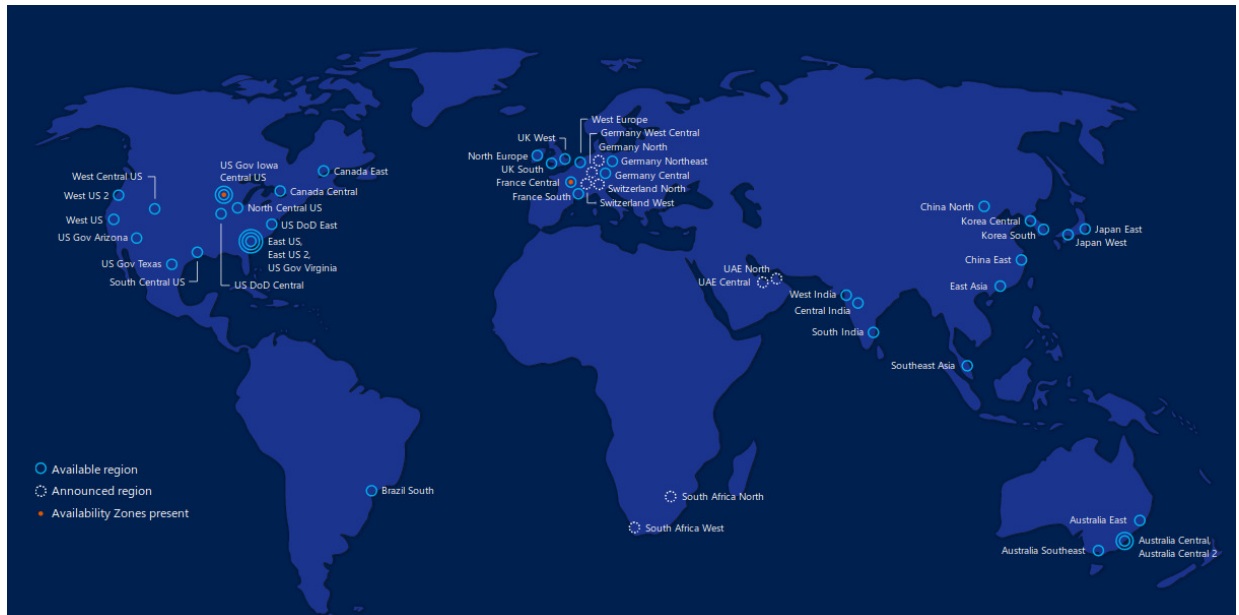 West Europe
Germany West Central
UK West
Germany North
North Europe
Germany Northeast
US Gov Iowa
Central US
UK South
Canada East
Germany Central
West Central US
France Central
Switzerland North
West US 2
Canada Central
France South
Switzerland West
North Central US
China North
West US
Korea Central
US DoD East
Japan East
US Gov Arizona
Korea South
Japan West
East US,
East US 2,
US Gov Virginia
US Gov Texas
China East
South Central US
US DoD Central
UAE North
UAE Central
East Asia
West India
Central India
South India
Southeast Asia
Available region
Announced region
Availability Zones present
Brazil South
South Africa North
South Africa West
Australia East
Australia Central,
Australia Central 2
Australia Southeast